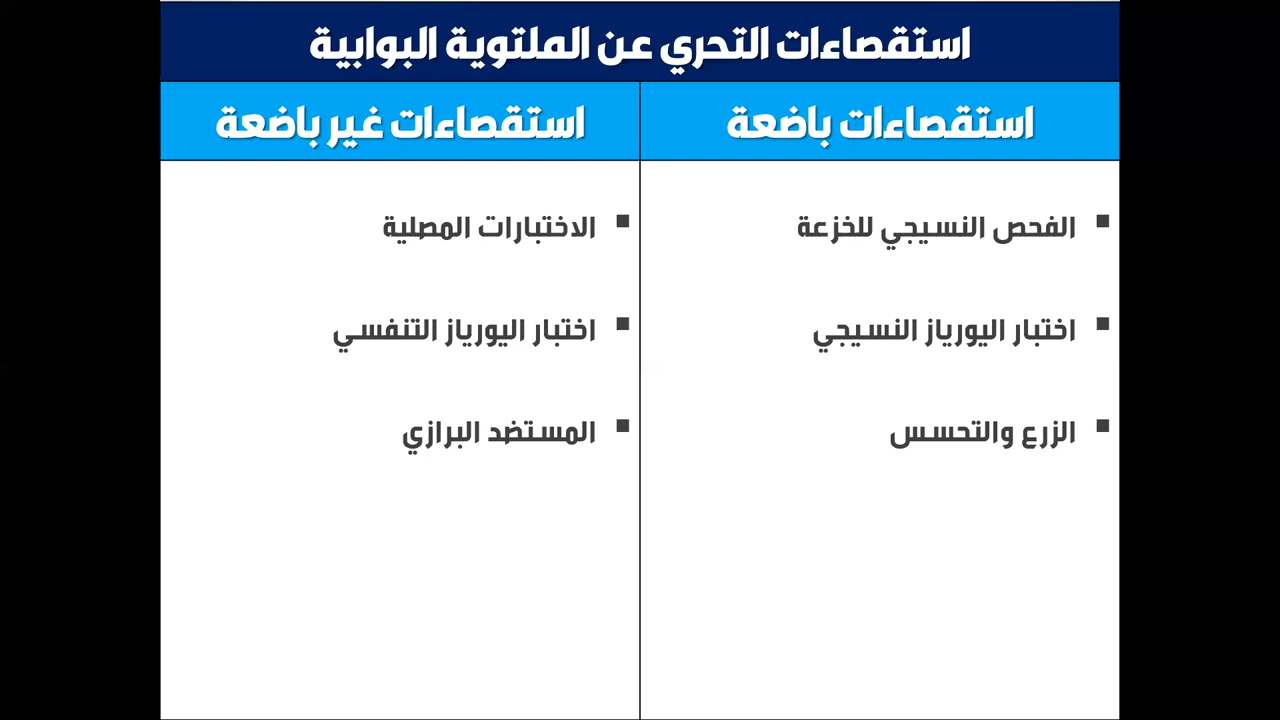 استقصاءات التحري عن الملتوية البوابية
استقصاءات باضعة
الفحص النسيجي للخزعة
اختبار اليورياز النسيجي
الزرع والتحسس
استقصاءات غير باضعة
الاختبارات المصلية
اختبار اليورياز التنفسي
المستضد البرازي